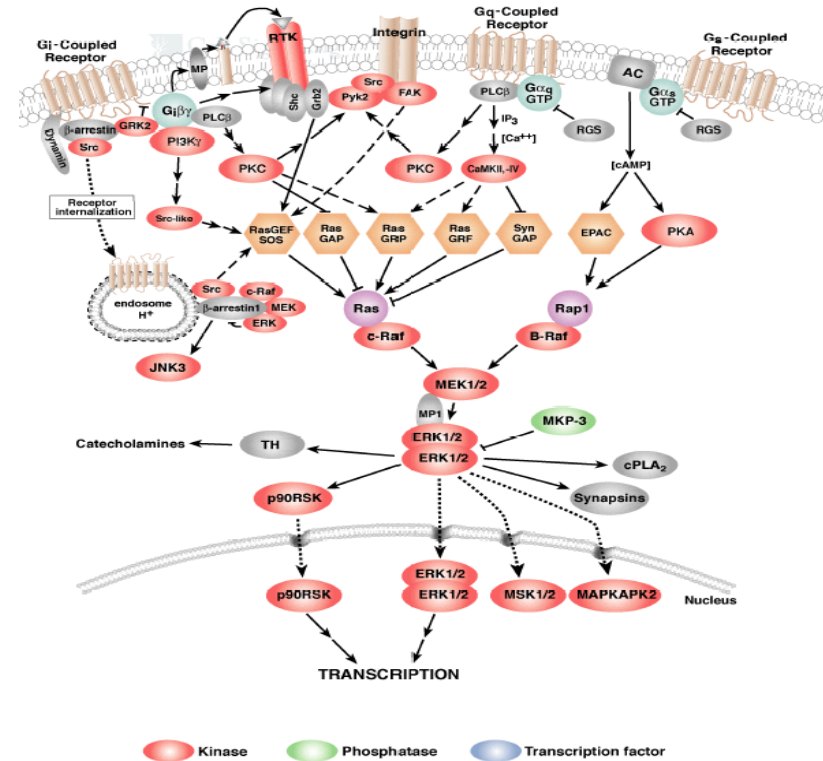 Gi-Coupled
Receptor
RTK
Integrin
Gq-Coupled
Receptor
Gs-Coupled
Receptor
MP
Shc
Grb2
Src
Pyk2
FAK
PLCβ
Gαq
GTP
RGS
AC
Gαs
GTP
RGS
Dynamin
β-arrestin
Src
GRK2
Giβγ
PLCβ
PI3Kγ
IP3
[Ca++]
[cAMP]
PKC
PKC
CaMKII,-IV
Receptor
internalization
Src-like
RasGEF
SOS
Ras
GAP
Ras
GRP
Ras
GRF
Syn
GAP
EPAC
PKA
endosome
H+
Src
c-Raf
β-arrestin1
MEK
ERK
JNK3
Ras
c-Raf
Rap1
B-Raf
MEK1/2
MP1
ERK1/2
ERK1/2
MKP-3
Catecholamines
TH
cPLA2
Synapsins
p90RSK
p90RSK
ERK1/2
ERK1/2
MSK1/2
MAPKAPK2
Nucleus
TRANSCRIPTION
Kinase
Phosphatase
Transcription factor